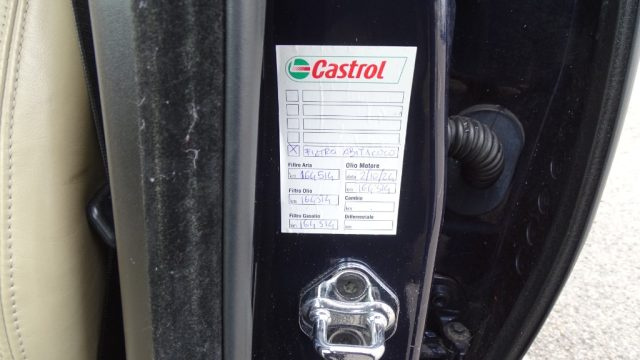 Castrol
X FILTRO ABITACOLO
Filtro Aria Olio Motore
km 164514 data 2/10/24
Filtro Olio km 164514
km 164514 Cambio
Filtro Gasolio km
km 164514 Differenziale
km